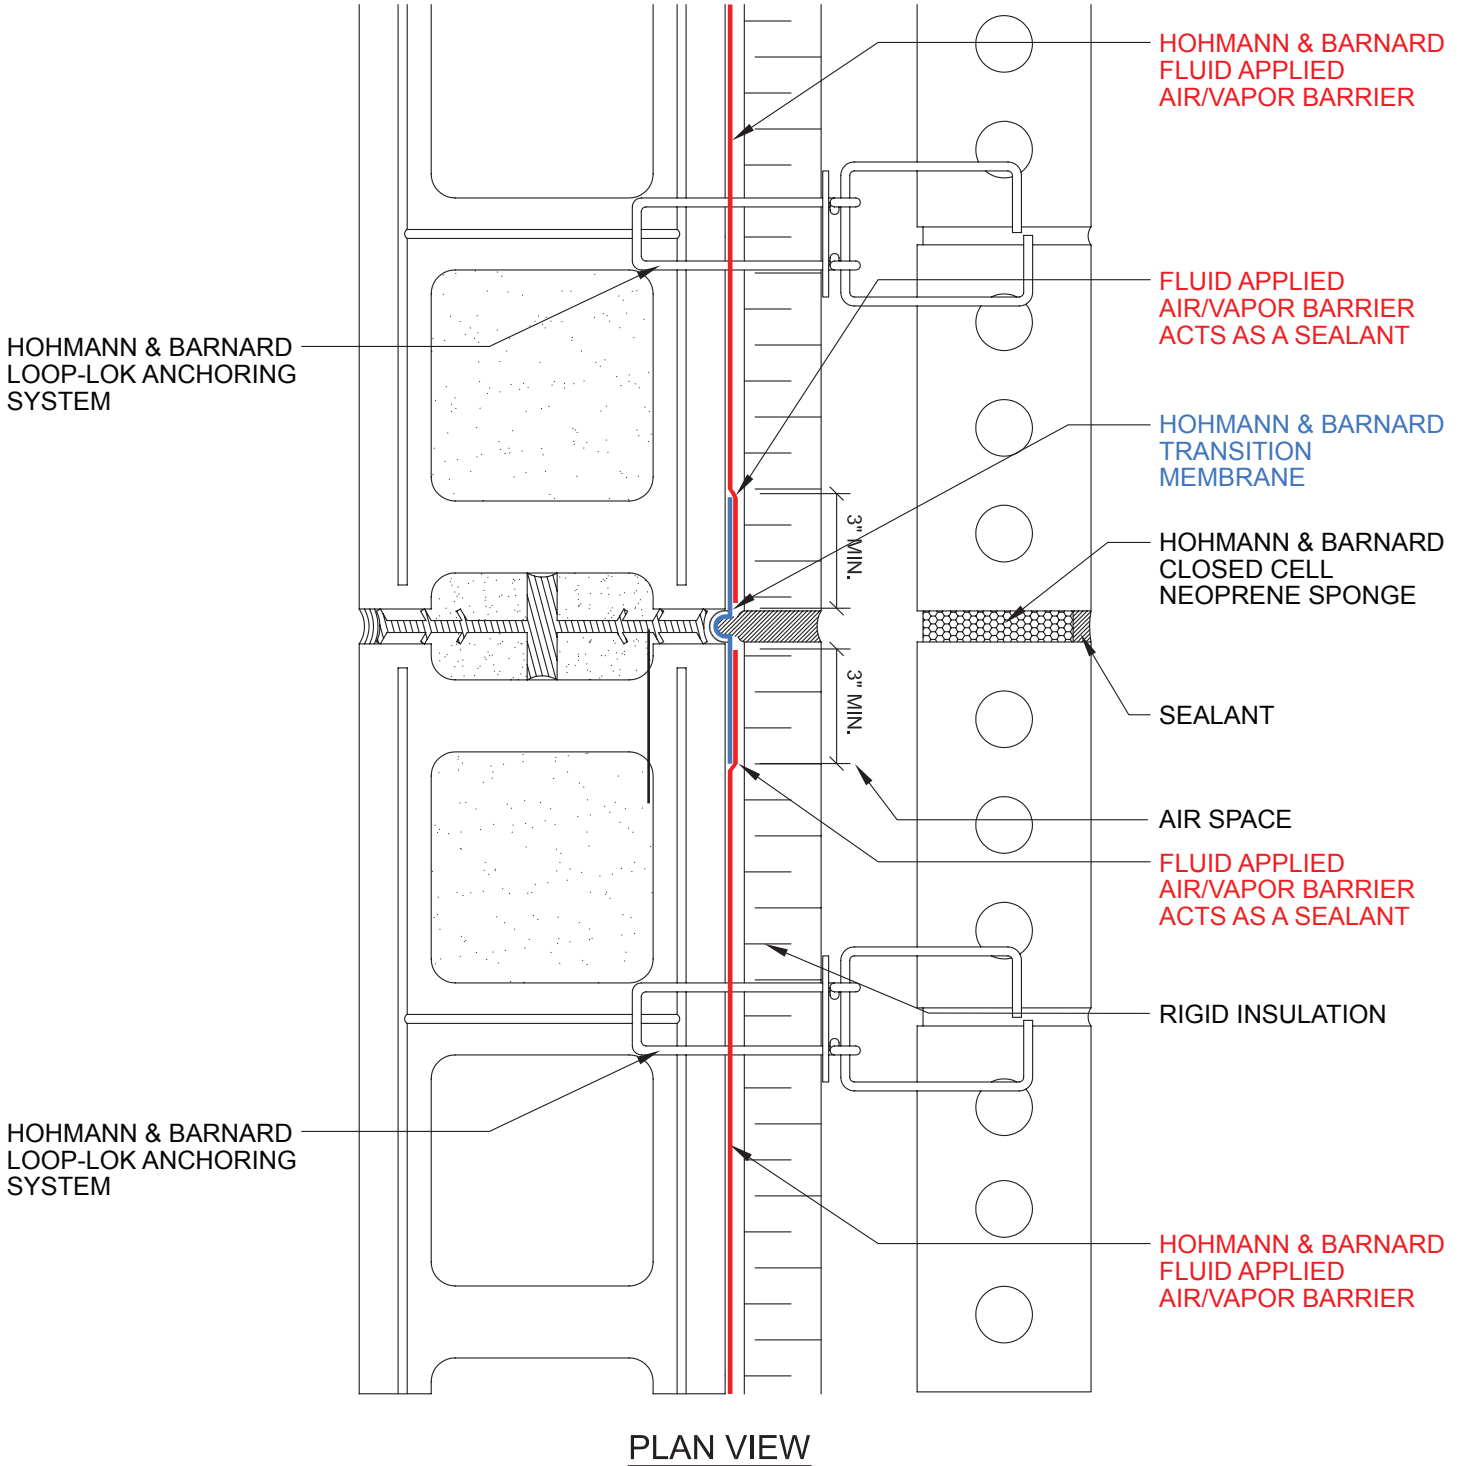 HOHMANN & BARNARD
FLUID APPLIED
AIR/VAPOR BARRIER
FLUID APPLIED
AIR/VAPOR BARRIER
ACTS AS A SEALANT
HOHMANN & BARNARD
LOOP-LOK ANCHORING
SYSTEM
HOHMANN & BARNARD
TRANSITION
MEMBRANE
3" MIN.
HOHMANN & BARNARD
CLOSED CELL
NEOPRENE SPONGE
3" MIN.
SEALANT
AIR SPACE
FLUID APPLIED
AIR/VAPOR BARRIER
ACTS AS A SEALANT
RIGID INSULATION
HOHMANN & BARNARD
LOOP-LOK ANCHORING
SYSTEM
HOHMANN & BARNARD
FLUID APPLIED
AIR/VAPOR BARRIER
PLAN VIEW